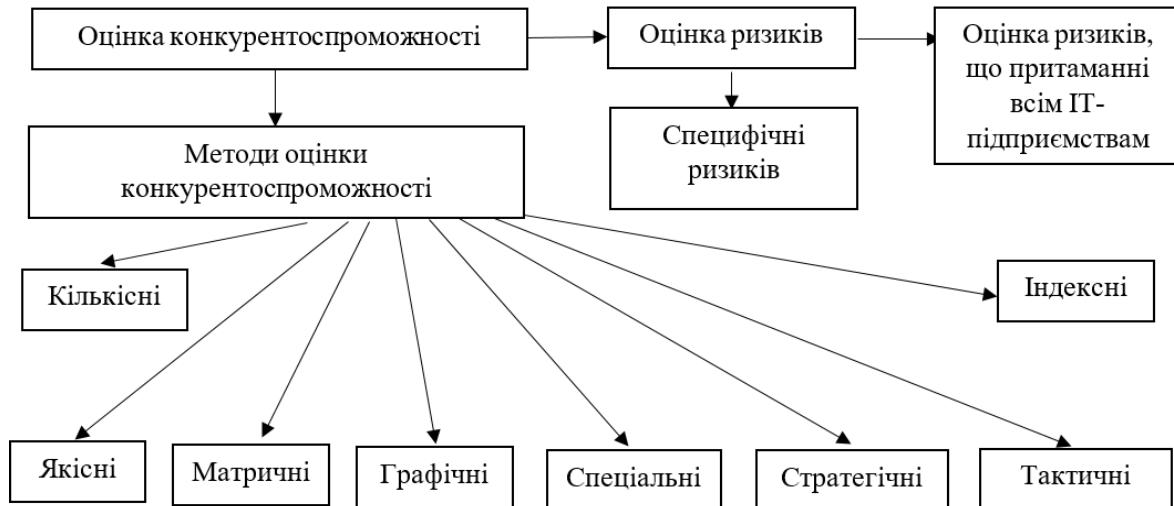 Оцінка конкурентоспроможності
Оцінка ризиків
Оцінка ризиків,
що притаманні
всім ІТ-
підприємствам
Специфічні
ризиків
Методи оцінки
конкурентоспроможності
Кількісні
Індексні
Якісні
Матричні
Графічні
Спеціальні
Стратегічні
Тактичні